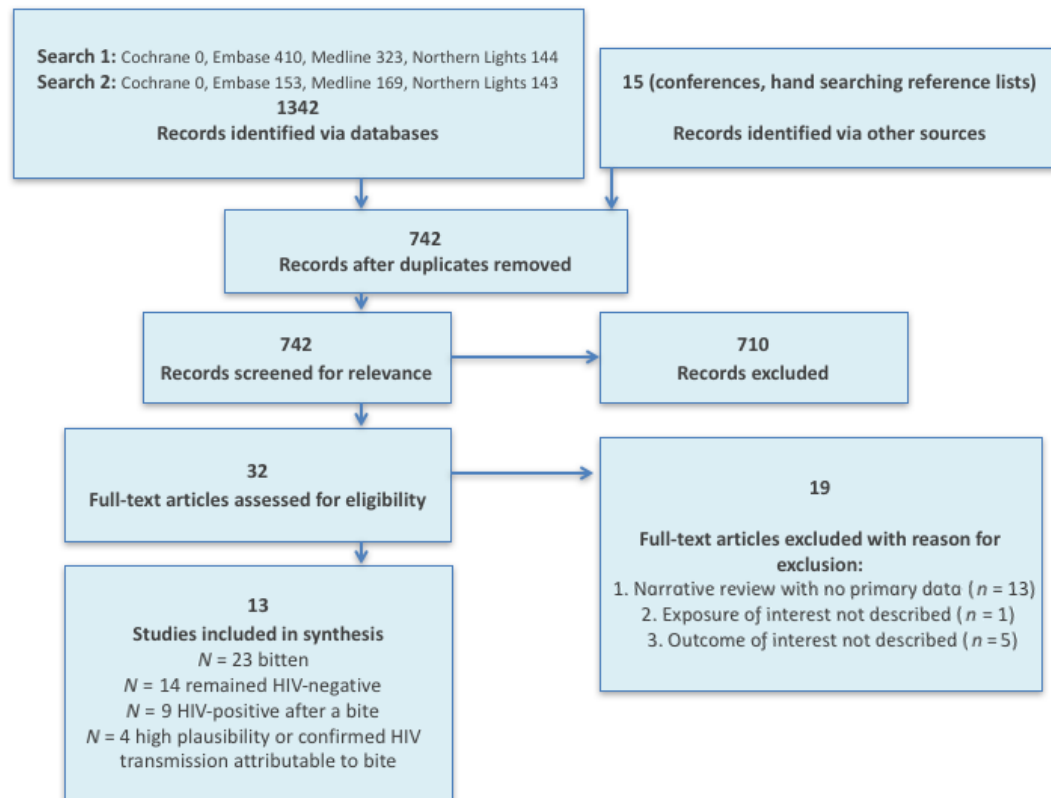 Search 1: Cochrane 0, Embase 410, Medline 323, Northern Lights 144
Search 2: Cochrane 0, Embase 153, Medline 169, Northern Lights 143
1342
Records identified via databases
15 (conferences, hand searching reference lists)
Records identified via other sources
742
Records after duplicates removed
742
Records screened for relevance
710
Records excluded
32
Full-text articles assessed for eligibility
19
Full-text articles excluded with reason for
exclusion:
1. Narrative review with no primary data (n = 13)
2. Exposure of interest not described (n = 1)
3. Outcome of interest not described (n = 5)
13
Studies included in synthesis
N = 23 bitten
N = 14 remained HIV-negative
N = 9 HIV-positive after a bite
N = 4 high plausibility or confirmed HIV
transmission attributable to bite